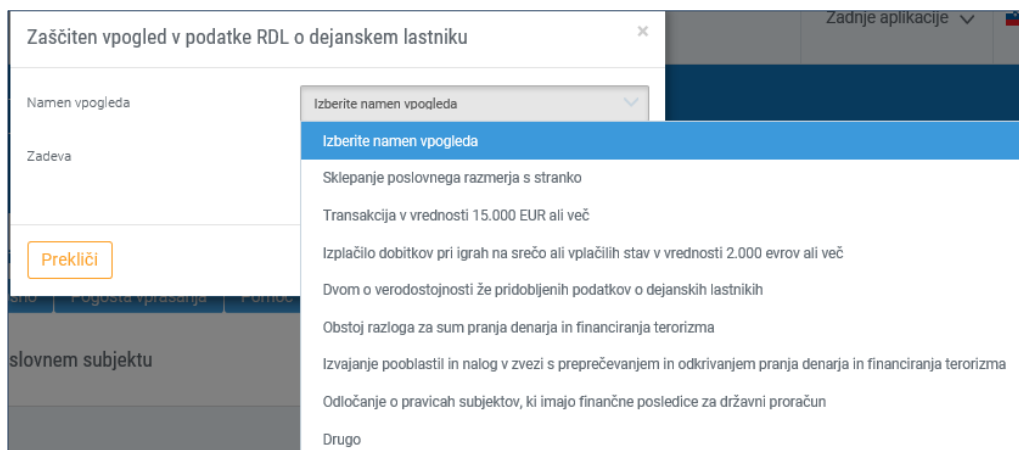 Zadnje aplikacije
Zaščiten vpogled v podatke RDL o dejanskem lastniku ×
Namen vpogleda
Izberite namen vpogleda
Izberite namen vpogleda
Zadeva
Sklepanje poslovnega razmerja s stranko
Transakcija v vrednosti 15.000 EUR ali več
Izplačilo dobitkov pri igrah na srečo ali vplačilih stav v vrednosti 2.000 evrov ali več
Prekliči
Dvom o verodostojnosti že pridobljenih podatkov o dejanskih lastnikih
Pogosta vprašanja Pomoč
Obstoj razloga za sum pranja denarja in financiranja terorizma
slovnem subjektu
Izvajanje pooblastil in nalog v zvezi s preprečevanjem in odkrivanjem pranja denarja in financiranja terorizma
Odločanje o pravicah subjektov, ki imajo finančne posledice za državni proračun
Drugo